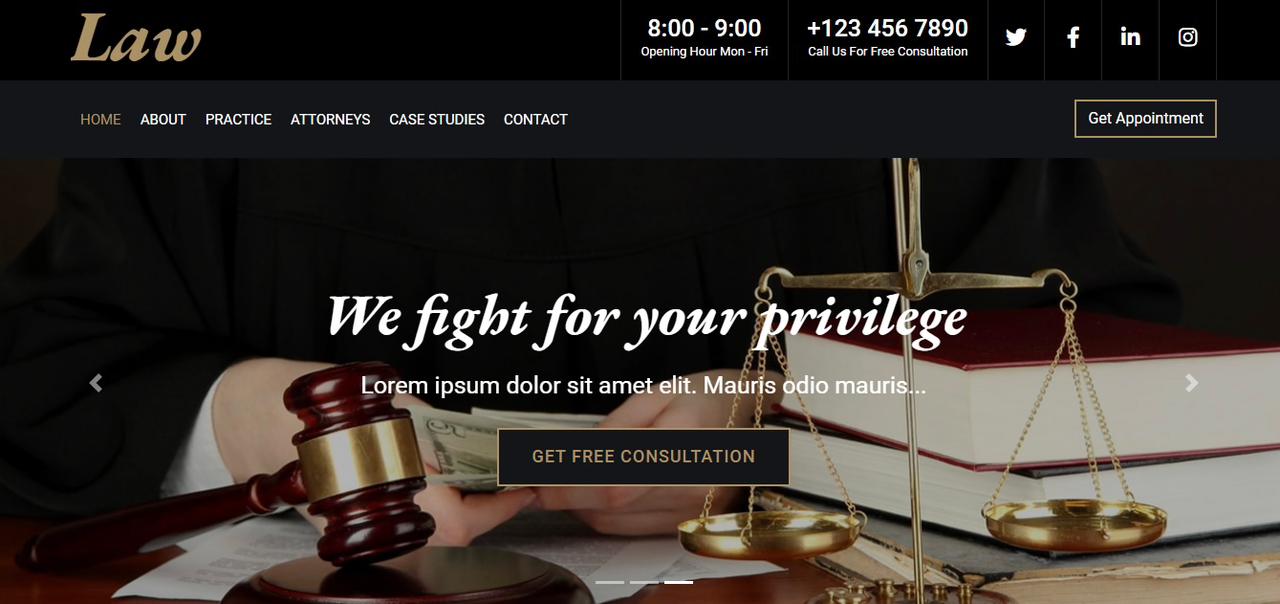 Law
8:00 - 9:00
Opening Hour Mon - Fri
+123 456 7890
Call Us For Free Consultation
HOME ABOUT PRACTICE ATTORNEYS CASE STUDIES CONTACT
Get Appointment
We fight for your privilege
Lorem ipsum dolor sit amet elit. Mauris odio mauris...
GET FREE CONSULTATION